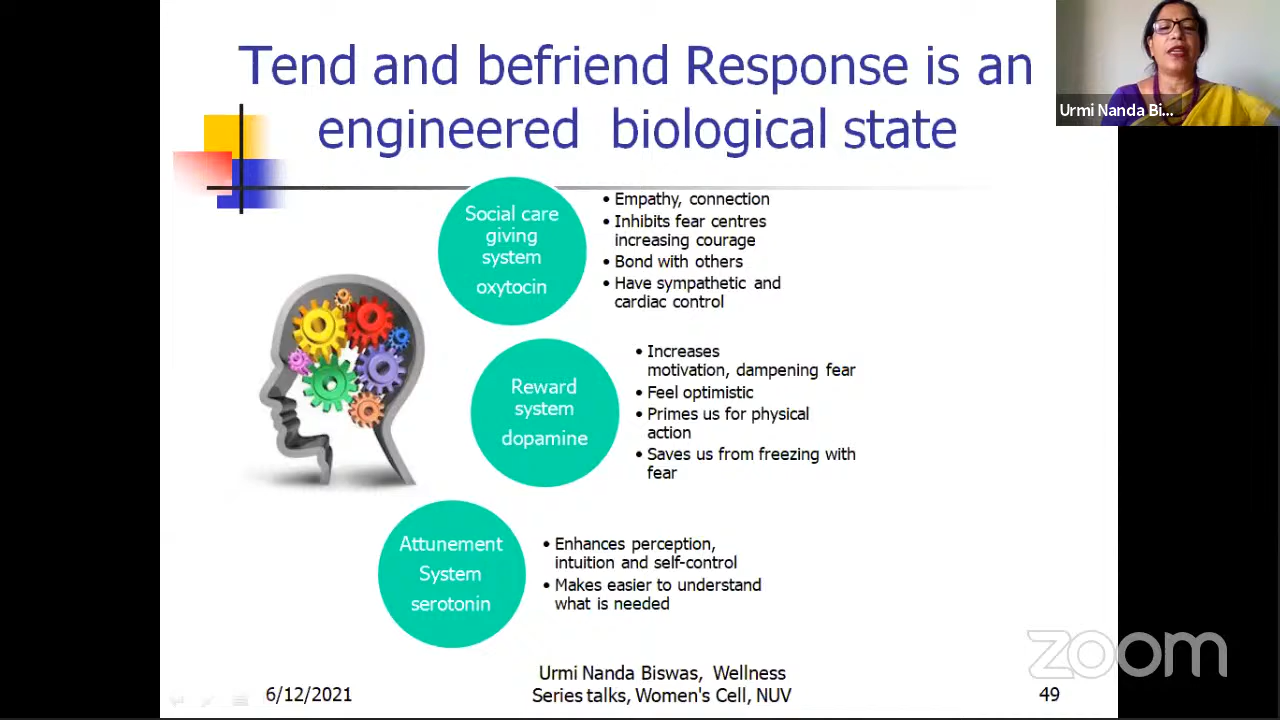 Tend and befriend Response is an
engineered biological state
Urmi Nanda Bi...
Social care
giving
system
oxytocin
• Empathy, connection
• Inhibits fear centres
increasing courage
• Bond with others
• Have sympathetic and
cardiac control
Reward
system
dopamine
• Increases
motivation, dampening fear
• Feel optimistic
• Primes us for physical
action
• Saves us from freezing with
fear
Attunement
System
serotonin
• Enhances perception,
intuition and self-control
• Makes easier to understand
what is needed
zoom
6/12/2021
Urmi Nanda Biswas, Wellness
Series talks, Women's Cell, NUV
49